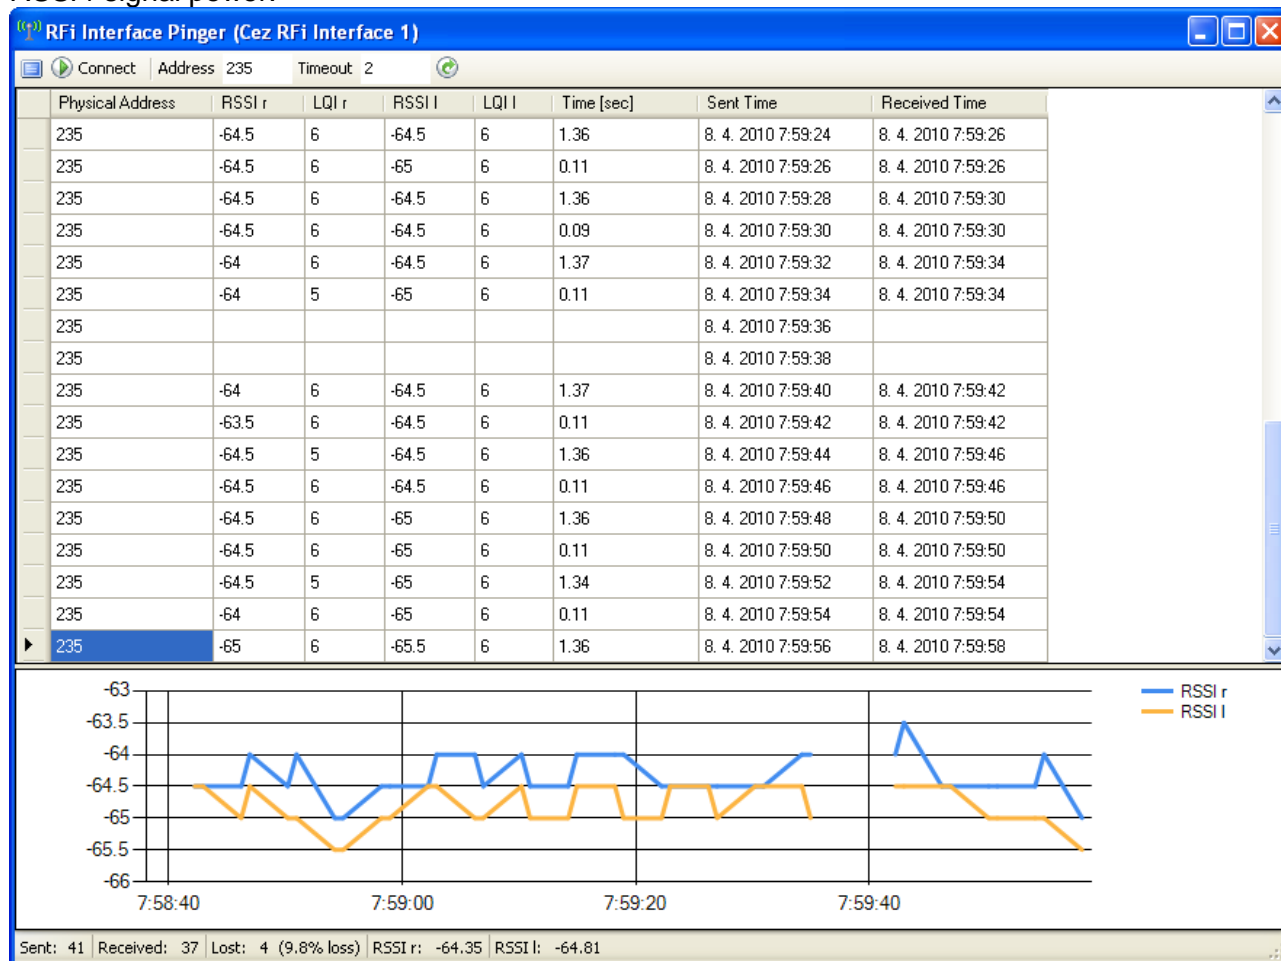 RFi Interface Pinger (Cez RFi Interface 1)
Connect Address 235 Timeout 2
Physical Address RSSI r LQI r RSSI l LQI l Time [sec] Sent Time Received Time
235 -64.5 6 -64.5 6 1.36 8. 4. 2010 7:59:24 8. 4. 2010 7:59:26
235 -64.5 6 -65 6 0.11 8. 4. 2010 7:59:26 8. 4. 2010 7:59:26
235 -64.5 6 -64.5 6 1.36 8. 4. 2010 7:59:28 8. 4. 2010 7:59:30
235 -64.5 6 -64.5 6 0.09 8. 4. 2010 7:59:30 8. 4. 2010 7:59:30
235 -64 6 -64.5 6 1.37 8. 4. 2010 7:59:32 8. 4. 2010 7:59:34
235 -64 5 -65 6 0.11 8. 4. 2010 7:59:34 8. 4. 2010 7:59:34
235 8. 4. 2010 7:59:36
235 8. 4. 2010 7:59:38
235 -64 6 -64.5 6 1.37 8. 4. 2010 7:59:40 8. 4. 2010 7:59:42
235 -63.5 6 -64.5 6 0.11 8. 4. 2010 7:59:42 8. 4. 2010 7:59:42
235 -64.5 5 -64.5 6 1.36 8. 4. 2010 7:59:44 8. 4. 2010 7:59:46
235 -64.5 6 -64.5 6 0.11 8. 4. 2010 7:59:46 8. 4. 2010 7:59:46
235 -64.5 6 -65 6 1.36 8. 4. 2010 7:59:48 8. 4. 2010 7:59:50
235 -64.5 6 -65 6 0.11 8. 4. 2010 7:59:50 8. 4. 2010 7:59:50
235 -64.5 5 -65 6 1.34 8. 4. 2010 7:59:52 8. 4. 2010 7:59:54
235 -64 6 -65 6 0.11 8. 4. 2010 7:59:54 8. 4. 2010 7:59:54
235 -65 6 -65.5 6 1.36 8. 4. 2010 7:59:56 8. 4. 2010 7:59:58
-63
-63.5
-64
-64.5
-65
-65.5
-66
7:58:40 7:59:00 7:59:20 7:59:40
RSSI r
RSSI l
Sent: 41 Received: 37 Lost: 4 (9.8% loss) RSSI r: -64.35 RSSI l: -64.81